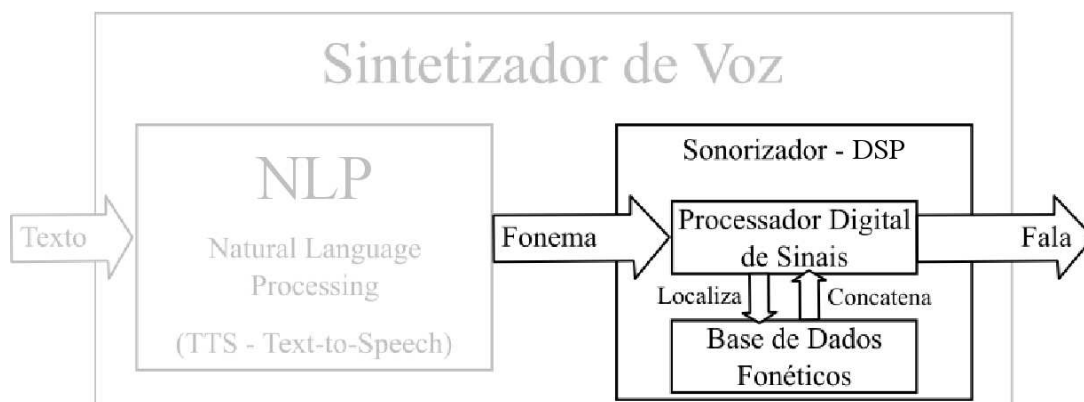 Sintetizador de Voz
NLP
Natural Language
Processing
(TTS - Text-to-Speech)
Texto
Fonema
Sonorizador - DSP
Processador Digital
de Sinais
Localiza
Concatena
Base de Dados
Fonéticos
Fala